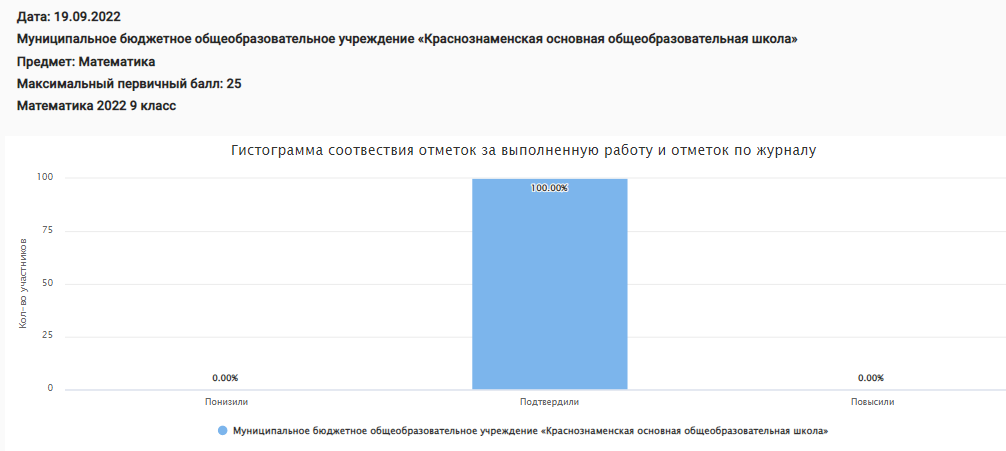 Дата: 19.09.2022
Муниципальное бюджетное общеобразовательное учреждение «Краснознаменская основная общеобразовательная школа»
Предмет: Математика
Максимальный первичный балл: 25
Математика 2022 9 класс
Гистограмма соотвествия отметок за выполненную работу и отметок по журналу
Кол-во участников
100
75
50
25
0
0.00%
100.00%
0.00%
Понизили
Подтвердили
Повысили
Муниципальное бюджетное общеобразовательное учреждение «Краснознаменская основная общеобразовательная школа»